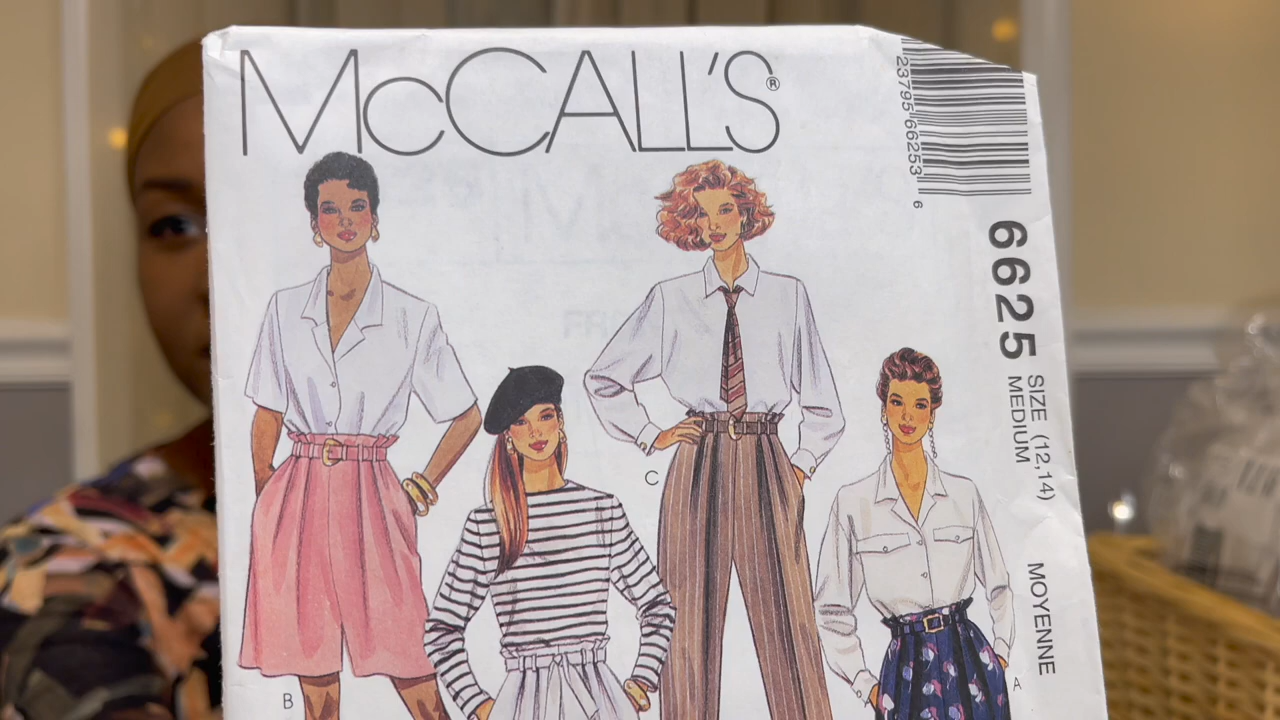 McCALL'S®
23795 66253 6
6625
SIZE (12,14)
MEDIUM
MOYENNE
C
A
B